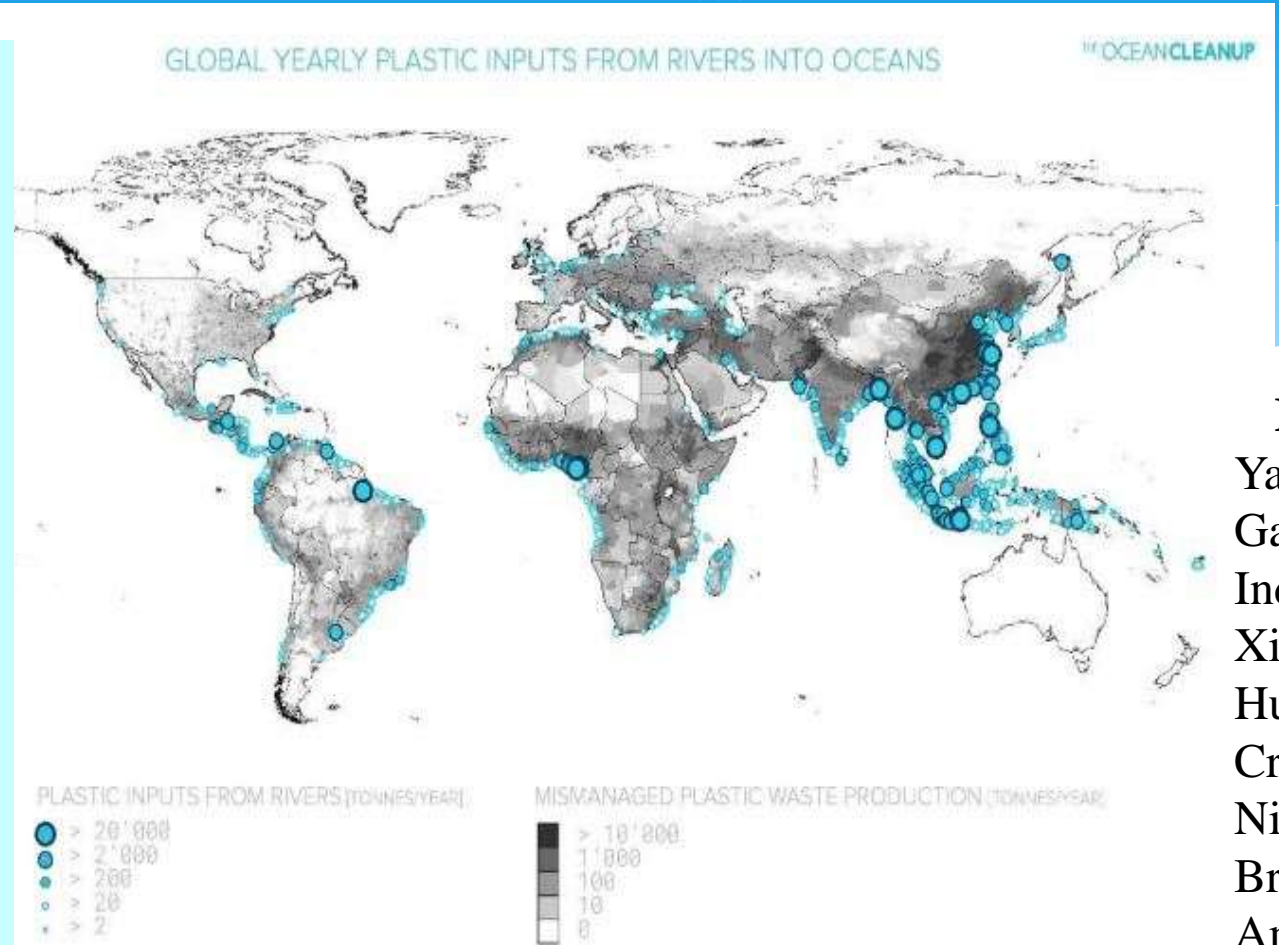 GLOBAL YEARLY PLASTIC INPUTS FROM RIVERS INTO OCEANS
THE OCEANCLEANUP
Ya
Ga
Ind
Xi
Hu
Cr
Ni
Br
PLASTIC INPUTS FROM RIVERS [TONNES/YEAR]
> 20'000
> 2'000
> 200
> 20
> 2
MISMANAGED PLASTIC WASTE PRODUCTION [TONNES/YEAR]
> 10'000
1'000
100
10
0